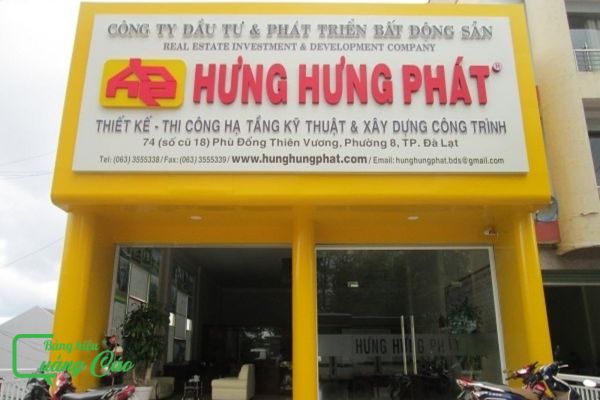 CÔNG TY ĐẦU TƯ & PHÁT TRIỂN BẤT ĐỘNG SẢN
REAL ESTATE INVESTMENT & DEVELOPMENT COMPANY
HƯNG HƯNG PHÁT ®
THIẾT KẾ - THI CÔNG HẠ TẦNG KỸ THUẬT & XÂY DỰNG CÔNG TRÌNH
74 (số cũ 18) Phù Đổng Thiên Vương, Phường 8, TP. Đà Lạt
Tel: (063) 3555338 / Fax: (063) 3555339 / www.hunghungphat.com / Email: hunghungphat.bds@gmail.com
HƯNG HƯNG PHÁT
Bảng hiệu
Quảng Cáo